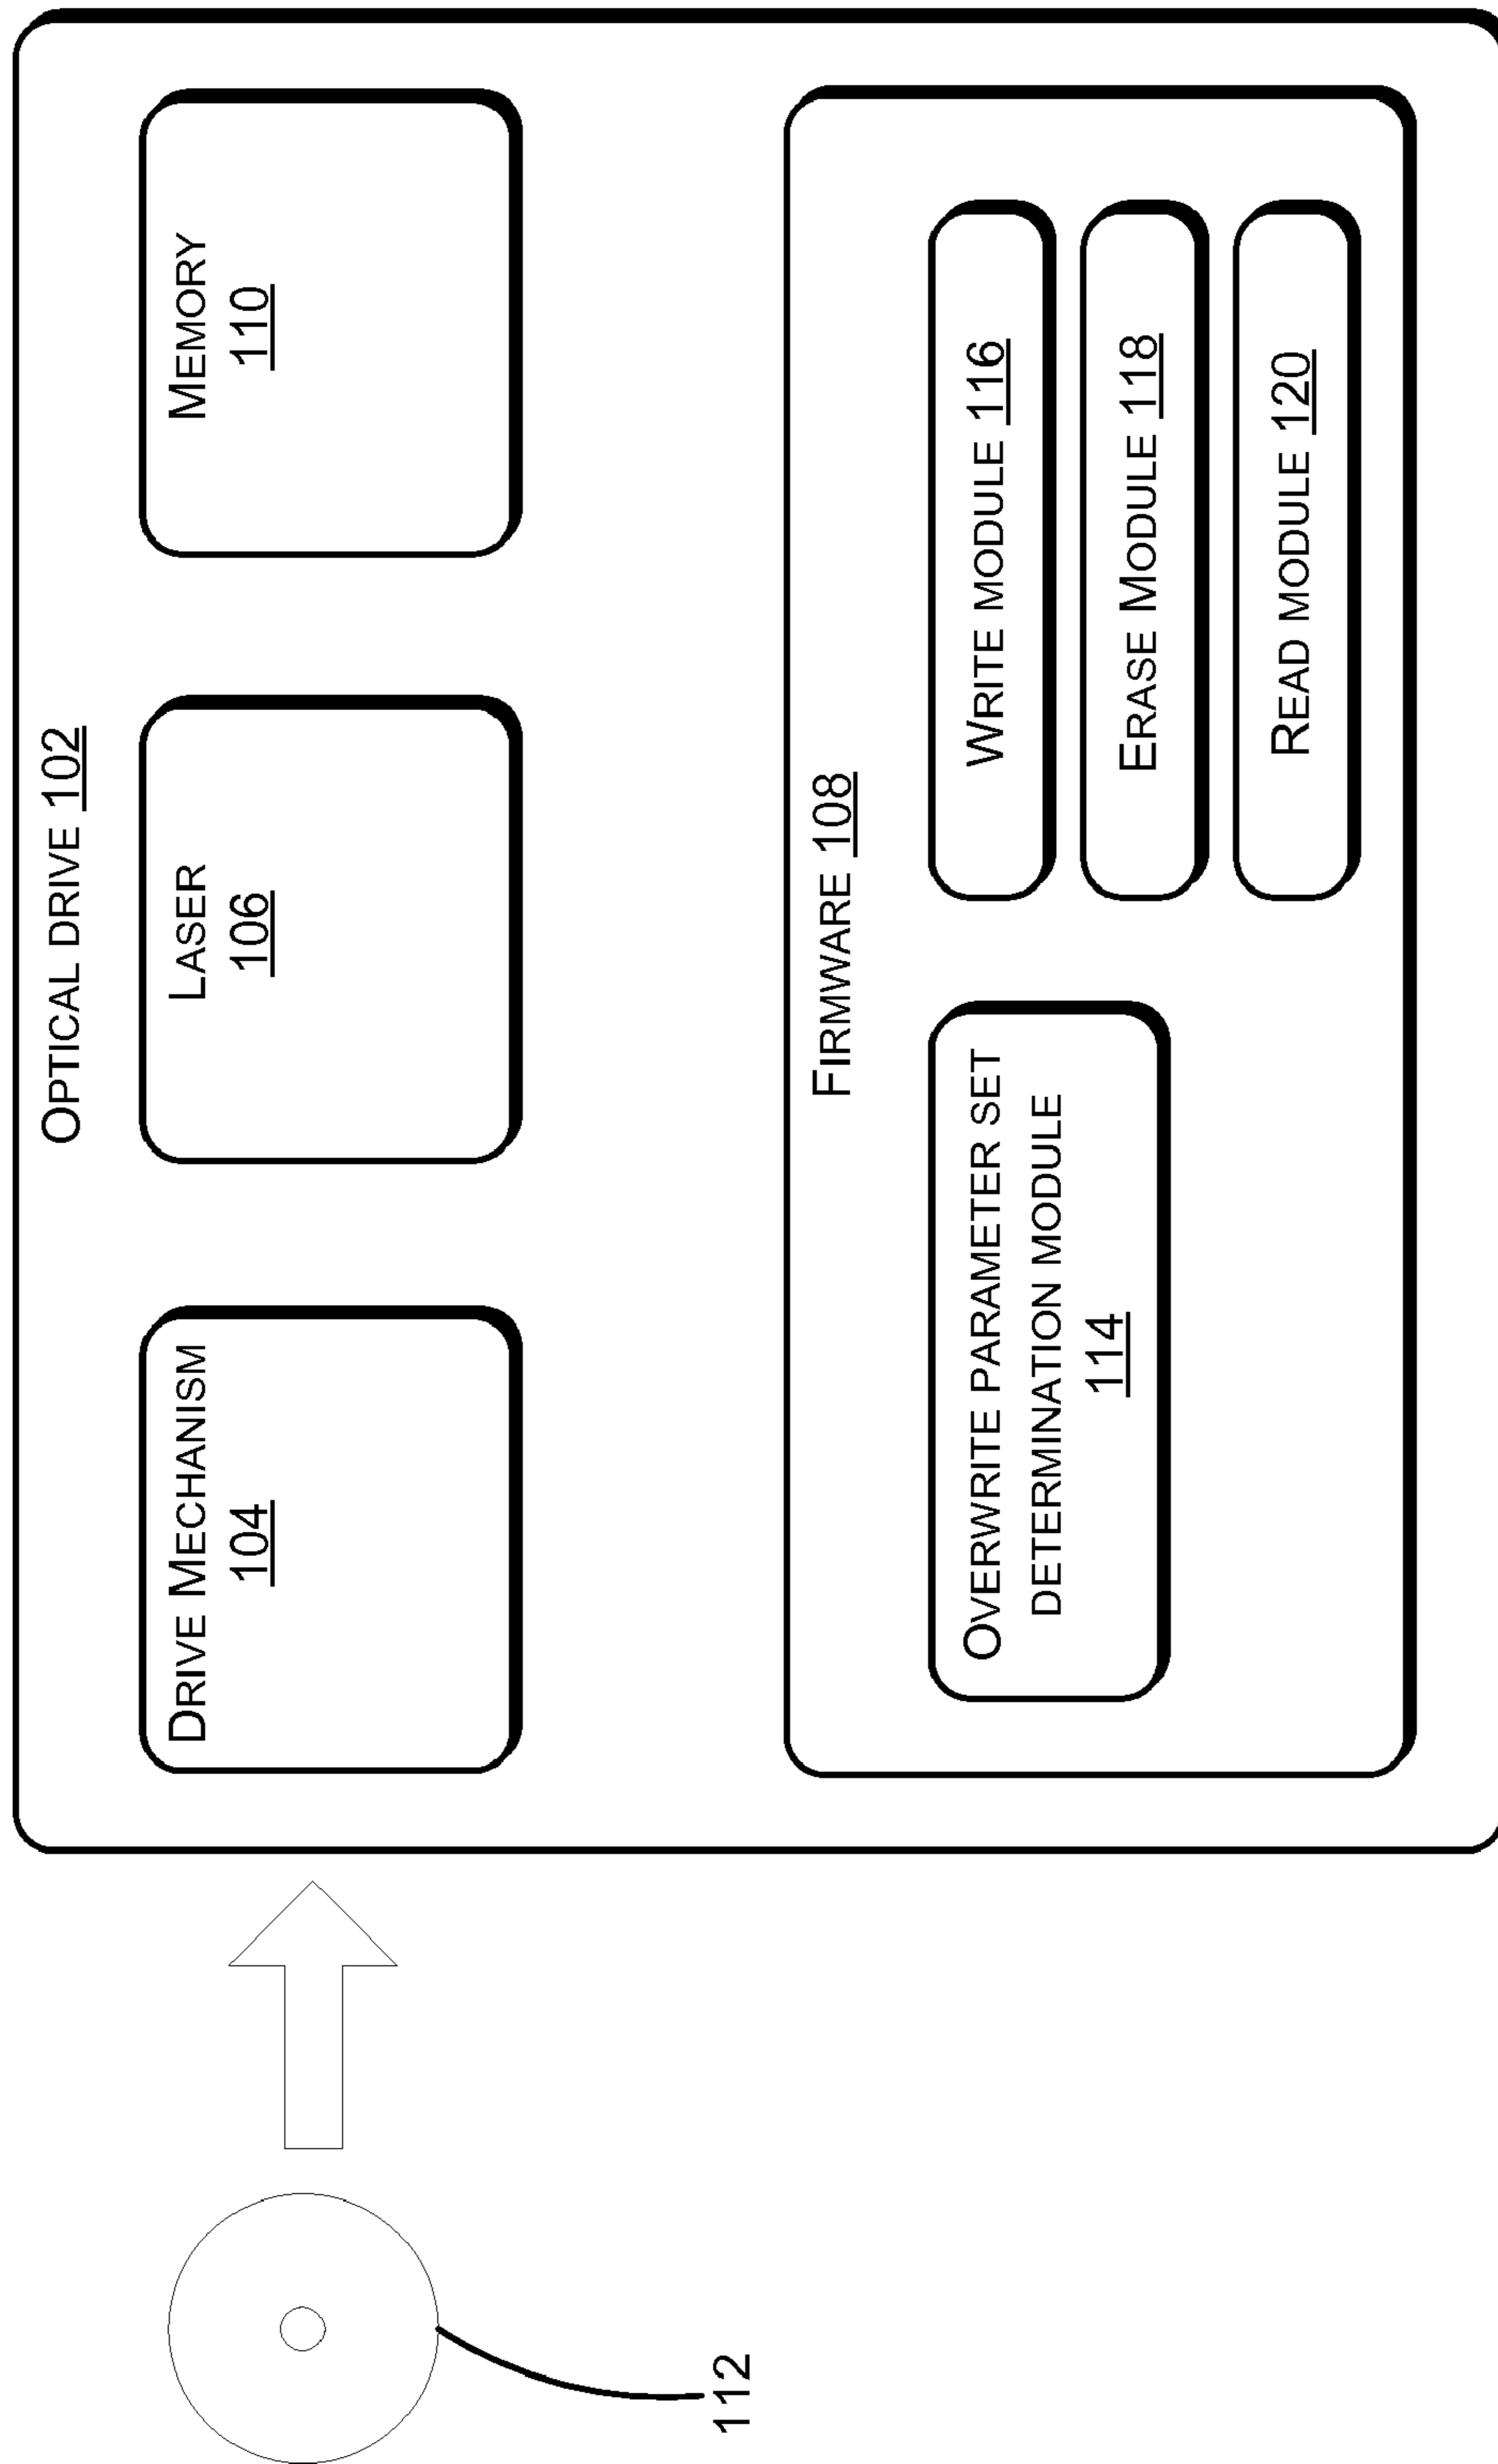 OPTICAL DRIVE 102
DRIVE MECHANISM
104
LASER
106
MEMORY
110
FIRMWARE 108
OVERWRITE PARAMETER SET
DETERMINATION MODULE
114
WRITE MODULE 116
ERASE MODULE 118
READ MODULE 120
112